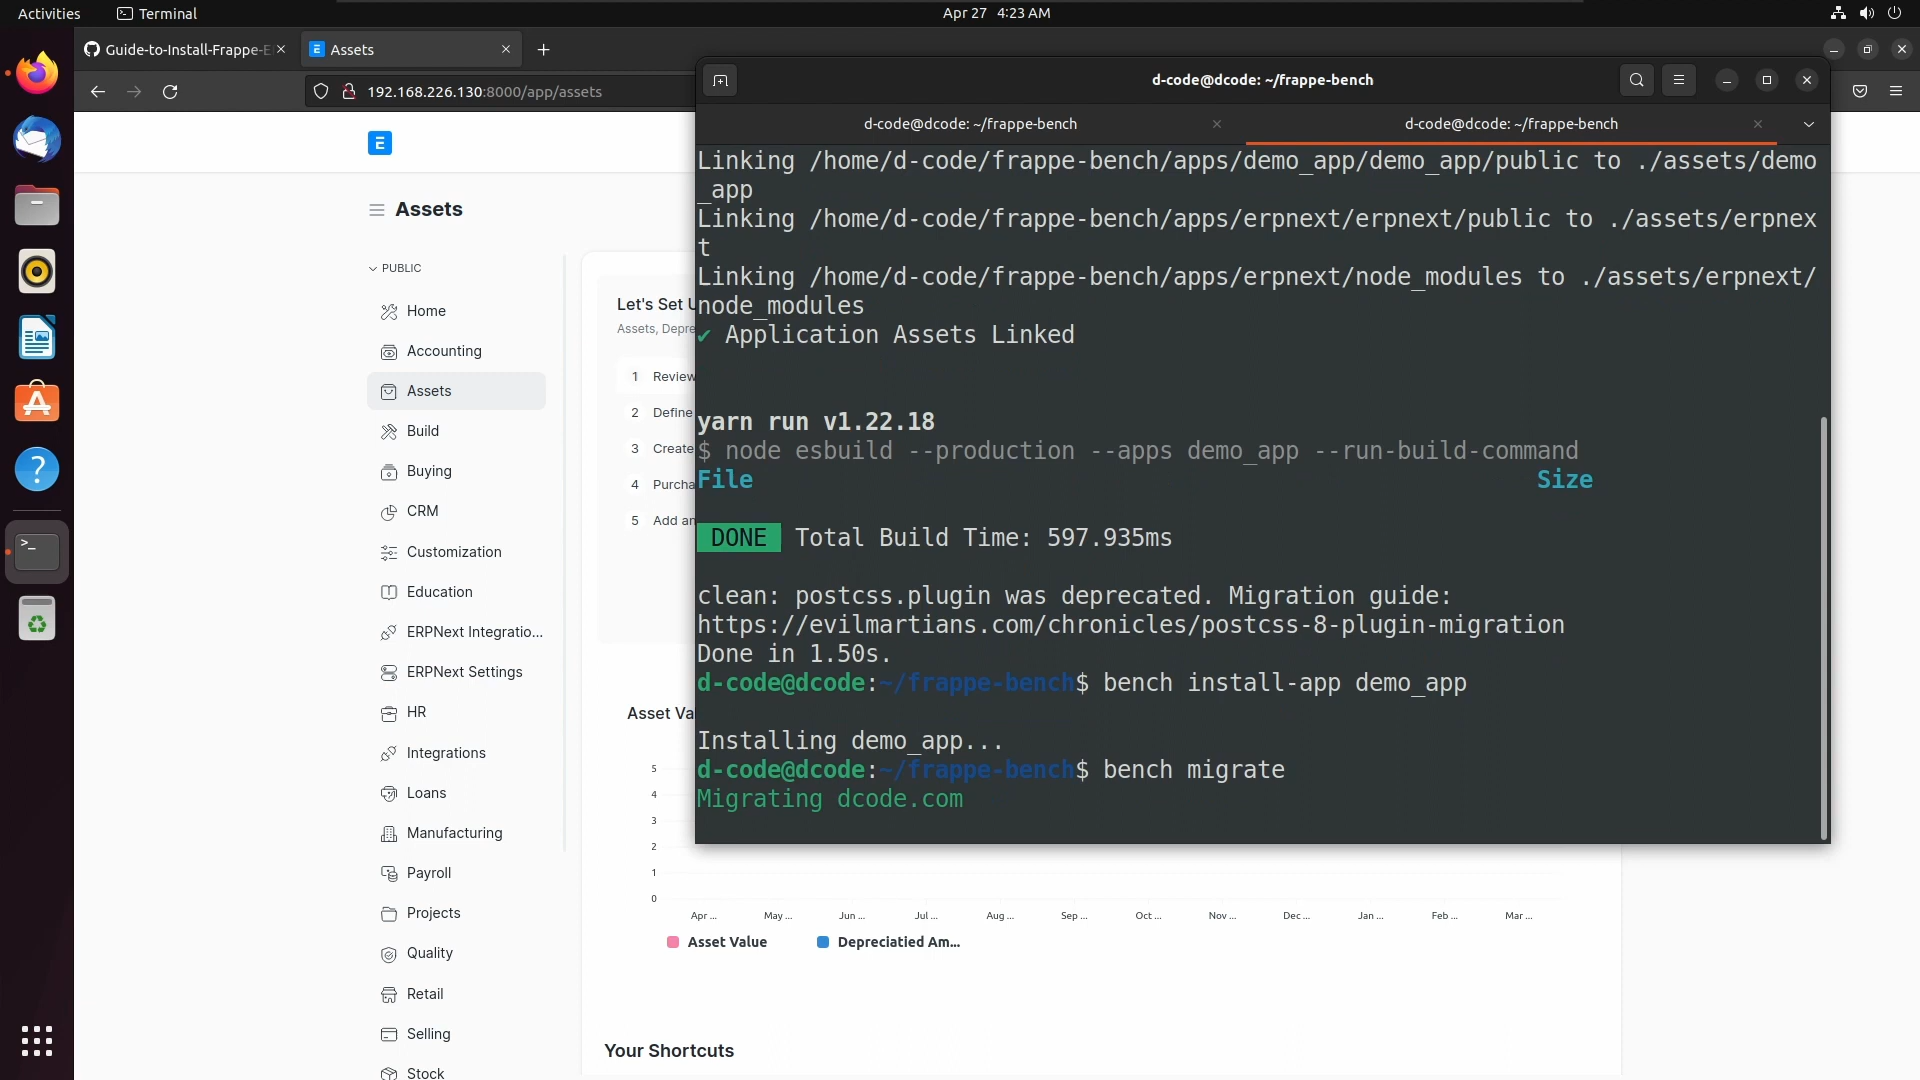 Activities
Terminal
Apr 27 4:23 AM
Guide-to-Install-Frappe-E
Assets
192.168.226.130:8000/app/assets
d-code@dcode: ~/frappe-bench
d-code@dcode: ~/frappe-bench
d-code@dcode: ~/frappe-bench
E
Assets
PUBLIC
Home
Accounting
Assets
Build
Buying
CRM
Customization
Education
ERPNext Integratio...
ERPNext Settings
HR
Integrations
Loans
Manufacturing
Payroll
Projects
Quality
Retail
Selling
Stock
Let's Set U
Assets, Depre
1 Review
2 Define
3 Create
4 Purcha
5 Add an
Linking /home/d-code/frappe-bench/apps/demo_app/demo_app/public to ./assets/demo
_app
Linking /home/d-code/frappe-bench/apps/erpnext/erpnext/public to ./assets/erpnex
t
Linking /home/d-code/frappe-bench/apps/erpnext/node_modules to ./assets/erpnext/
node_modules
✔ Application Assets Linked
yarn run v1.22.18
$ node esbuild --production --apps demo_app --run-build-command
File Size
DONE Total Build Time: 597.935ms
clean: postcss.plugin was deprecated. Migration guide:
https://evilmartians.com/chronicles/postcss-8-plugin-migration
Done in 1.50s.
d-code@dcode:~/frappe-bench$ bench install-app demo_app
Installing demo_app...
d-code@dcode:~/frappe-bench$ bench migrate
Migrating dcode.com
Asset Va
5
4
3
2
1
0
Apr ... May ... Jun ... Jul ... Aug ... Sep ... Oct ... Nov ... Dec ... Jan ... Feb ... Mar ...
Asset Value Depreciatied Am...
Your Shortcuts